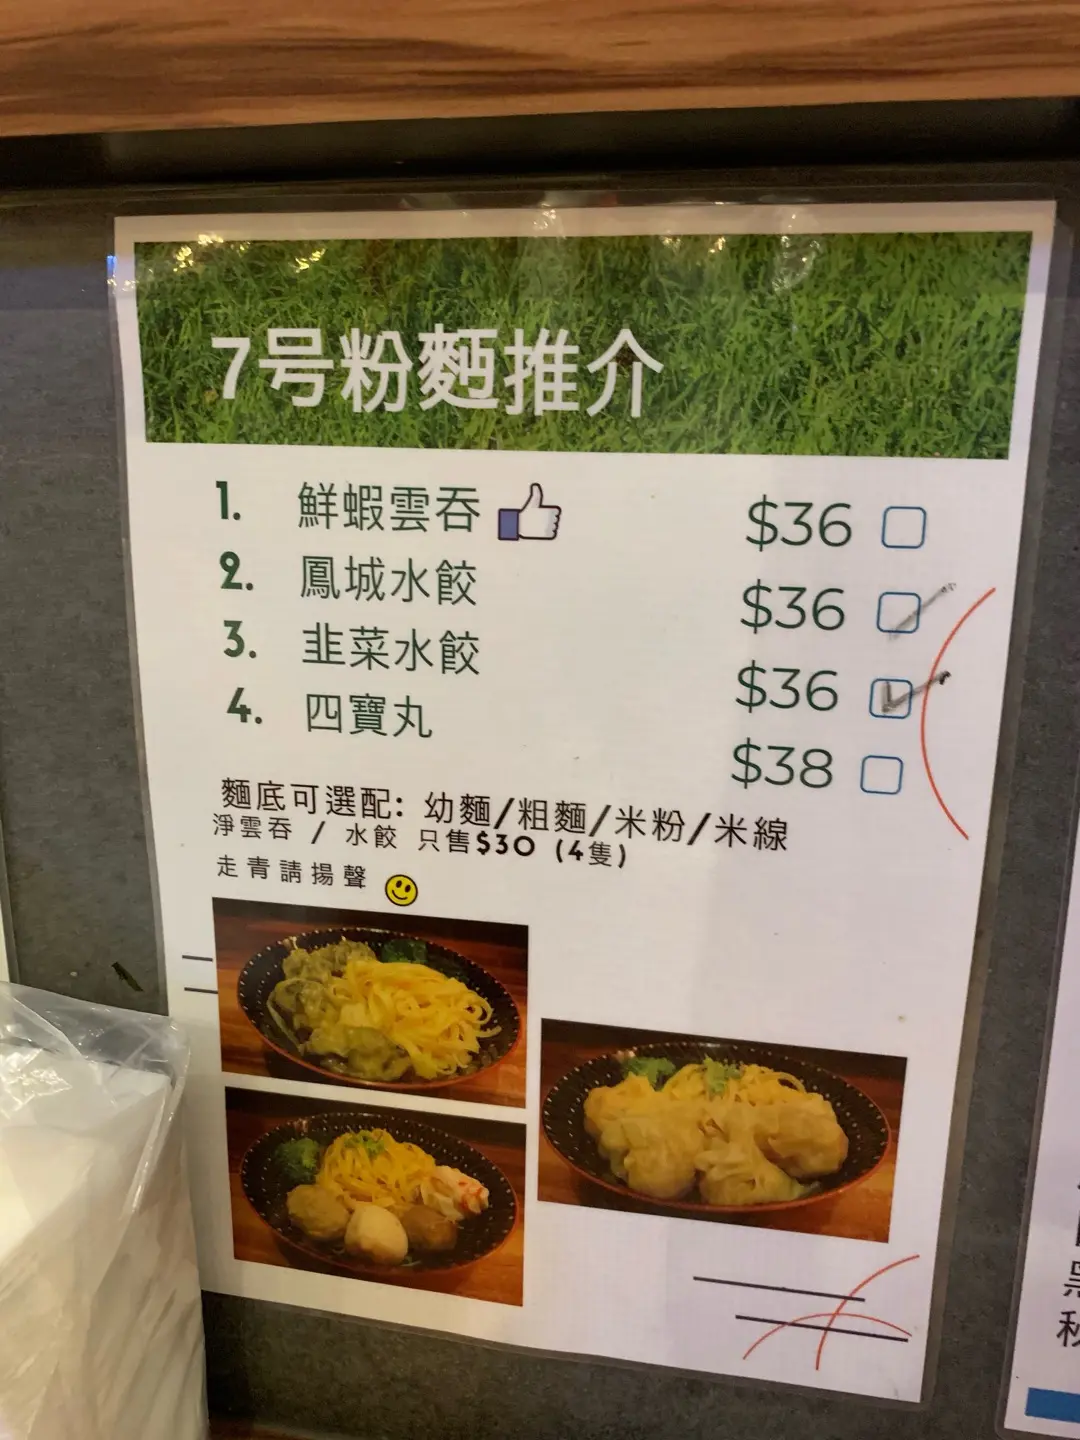 7号粉麵推介
1. 鮮蝦雲吞 $36
2. 鳳城水餃 $36
3. 韭菜水餃 $36
4. 四寶丸 $38
麵底可選配: 幼麵/粗麵/米粉/米線
淨雲吞 / 水餃 只售$30 (4隻)
走青請揚聲